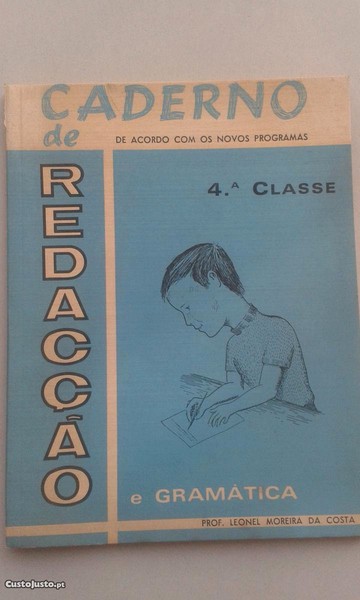 CADERNO
de
DE ACORDO COM OS NOVOS PROGRAMAS
REDACÇÃO
4.ª CLASSE
e GRAMÁTICA
PROF. LEONEL MOREIRA DA COSTA
CustoJusto.pt